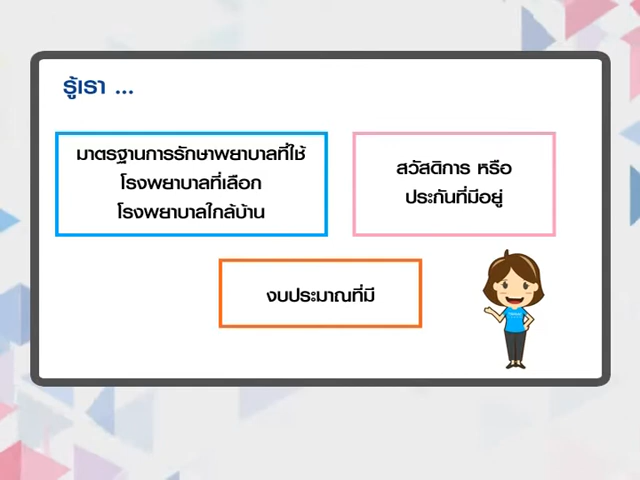 รู้เรา ...
มาตรฐานการรักษาพยาบาลที่ใช้
โรงพยาบาลที่เลือก
โรงพยาบาลใกล้บ้าน
สวัสดิการ หรือ
ประกันที่มีอยู่
งบประมาณที่มี